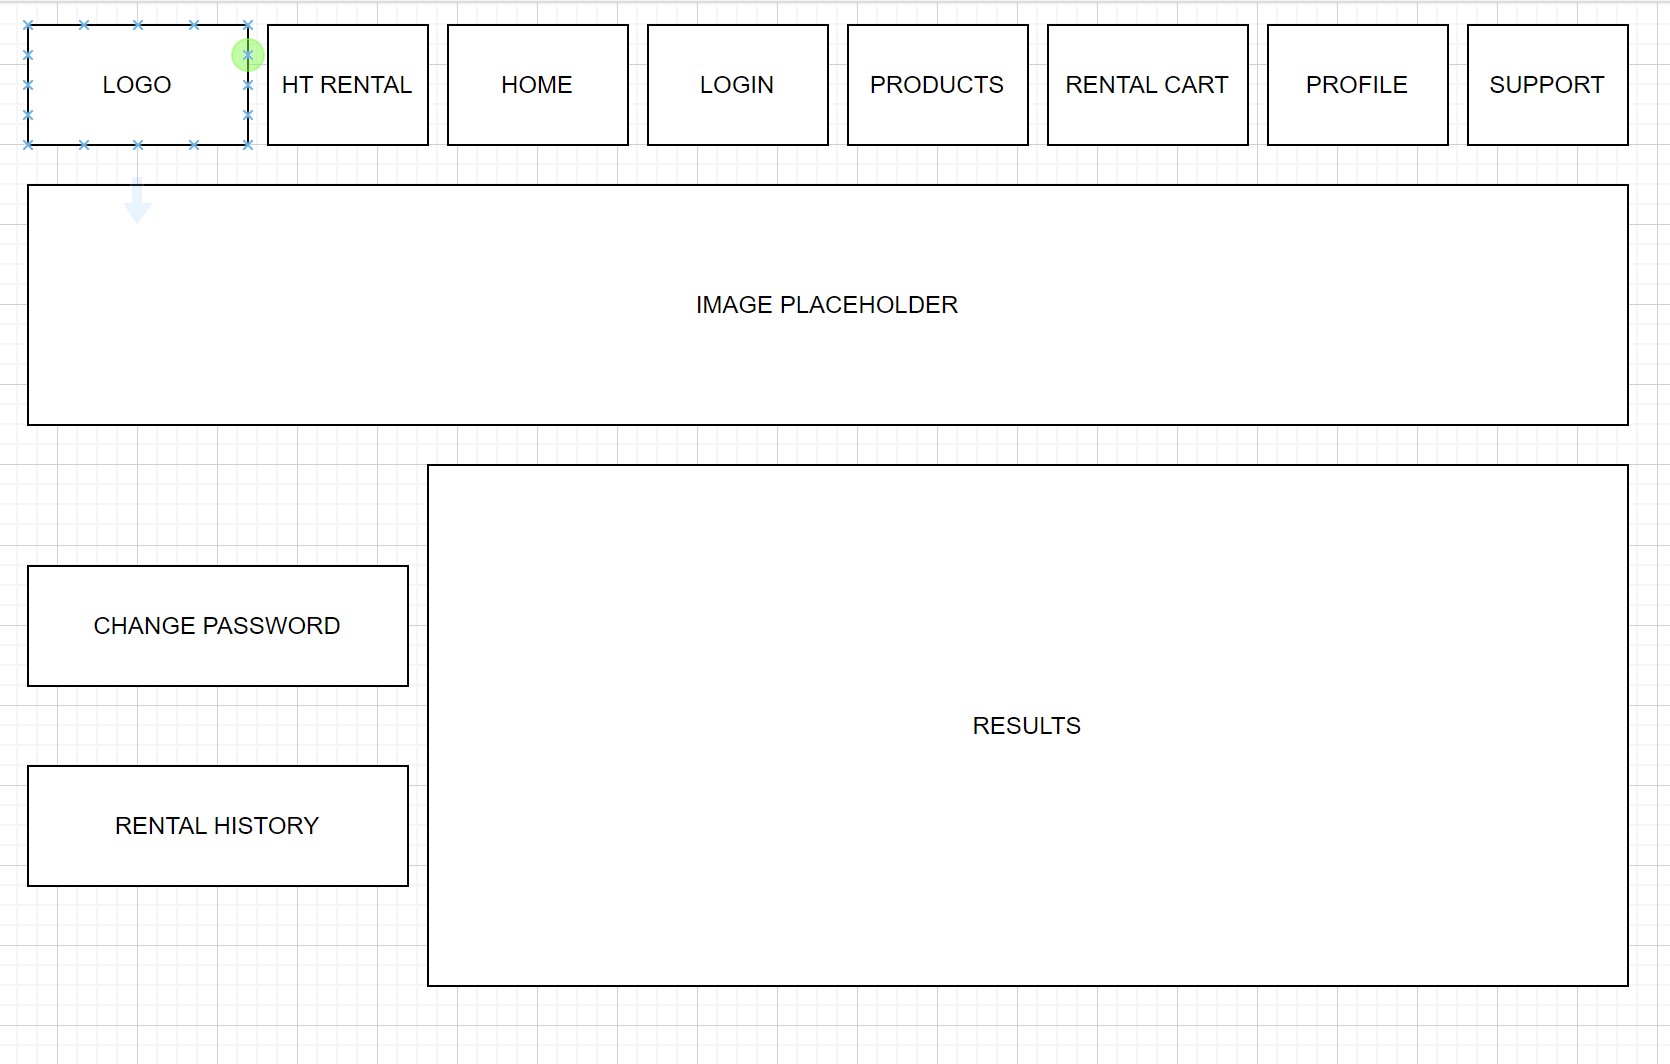 LOGO
HT RENTAL
HOME
LOGIN
PRODUCTS
RENTAL CART
PROFILE
SUPPORT
IMAGE PLACEHOLDER
CHANGE PASSWORD
RESULTS
RENTAL HISTORY